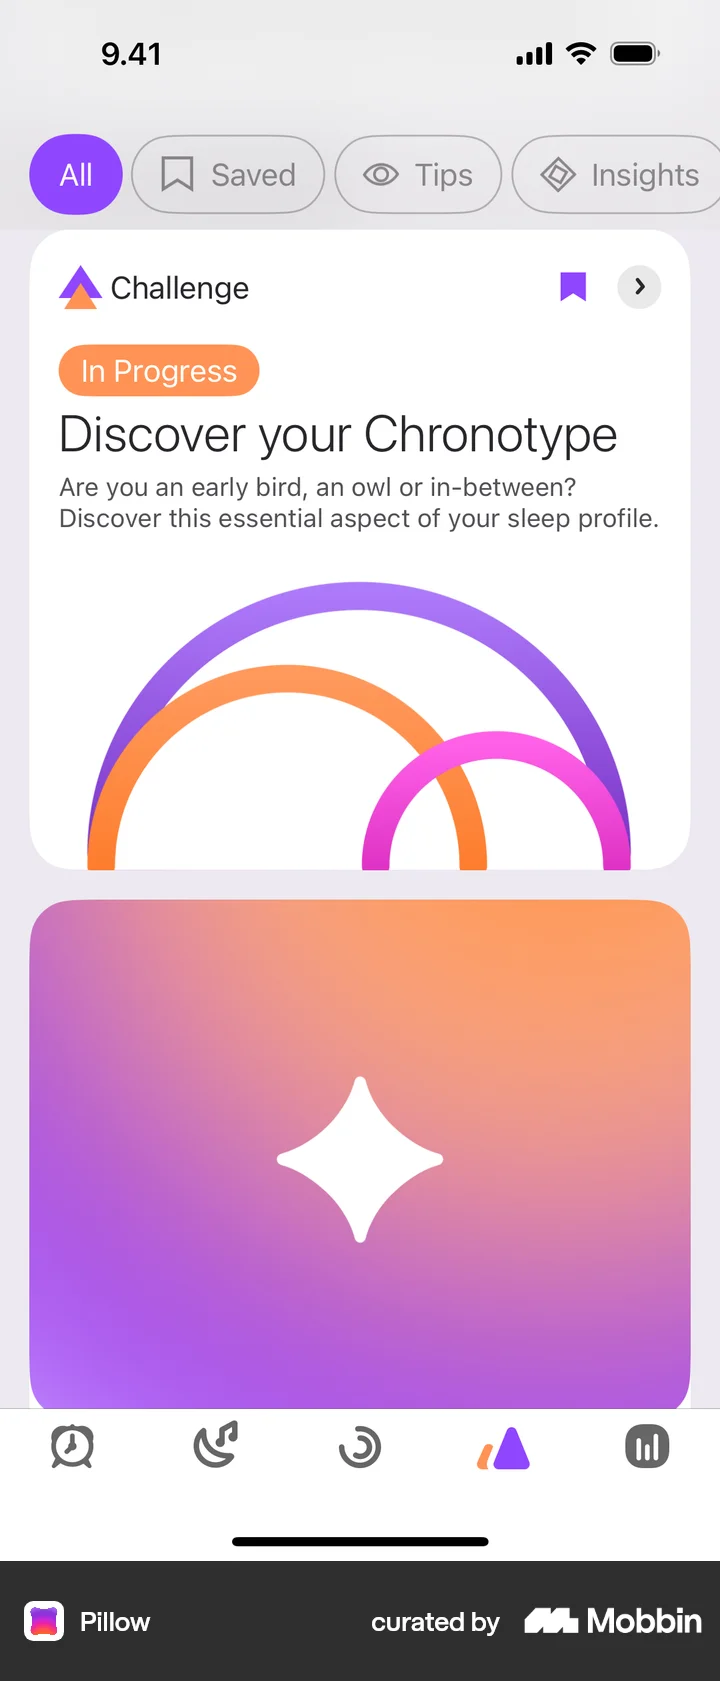 9.41
All
Saved
Tips
Insights
Challenge
In Progress
Discover your Chronotype
Are you an early bird, an owl or in-between?
Discover this essential aspect of your sleep profile.
Pillow
curated by
Mobbin